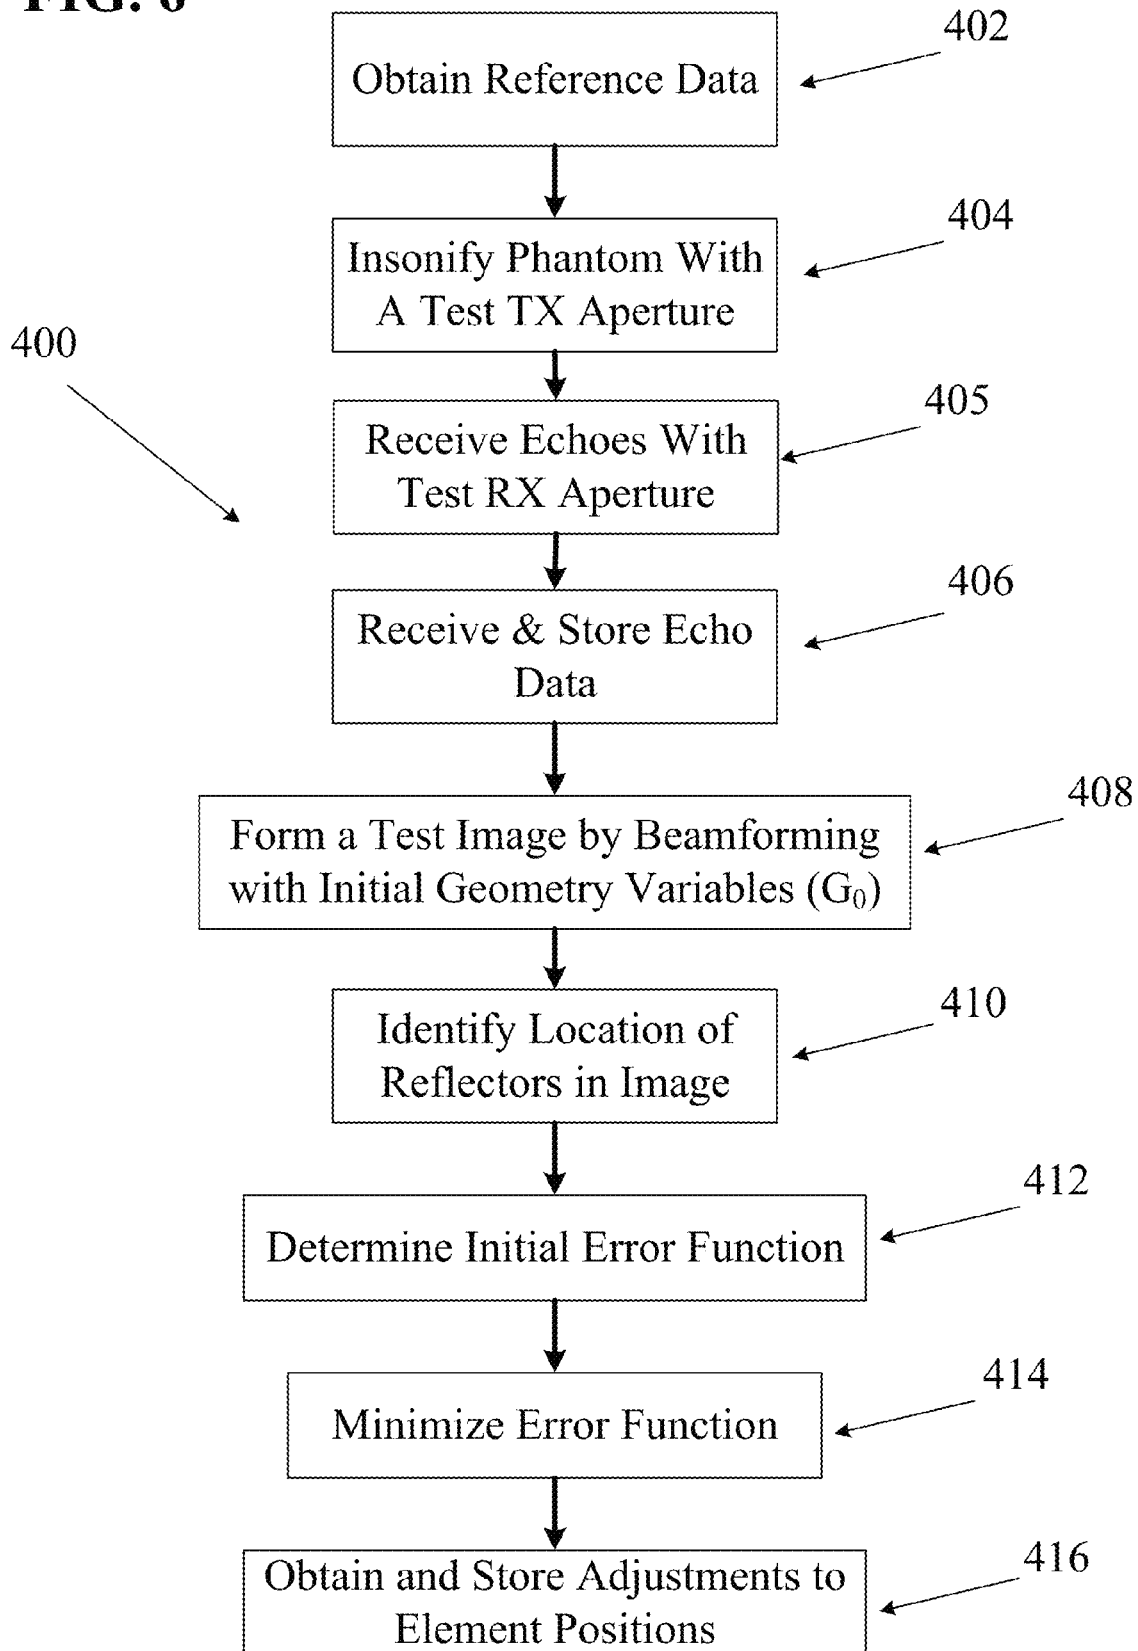 402
Obtain Reference Data
404
Insonify Phantom With
A Test TX Aperture
400
405
Receive Echoes With
Test RX Aperture
406
Receive & Store Echo
Data
408
Form a Test Image by Beamforming
with Initial Geometry Variables (G₀)
410
Identify Location of
Reflectors in Image
412
Determine Initial Error Function
414
Minimize Error Function
416
Obtain and Store Adjustments to
Element Positions